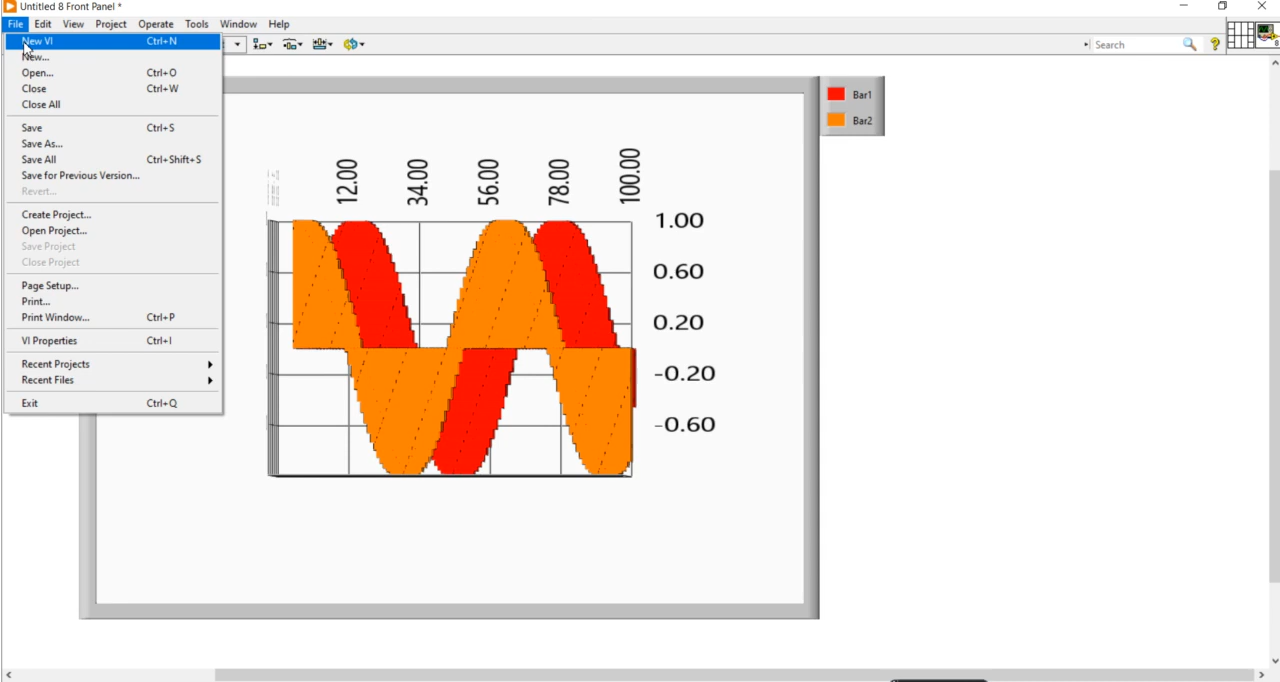 Untitled 8 Front Panel *
File Edit View Project Operate Tools Window Help
Search
New VI Ctrl+N
New...
Open... Ctrl+O
Close Ctrl+W
Close All
Save Ctrl+S
Save As...
Save All Ctrl+Shift+S
Save for Previous Version...
Revert...
Create Project...
Open Project...
Save Project
Close Project
Page Setup...
Print...
Print Window... Ctrl+P
VI Properties Ctrl+I
Recent Projects
Recent Files
Exit Ctrl+Q
Bar1
Bar2
12.00 34.00 56.00 78.00 100.00
1.00
0.60
0.20
-0.20
-0.60
8